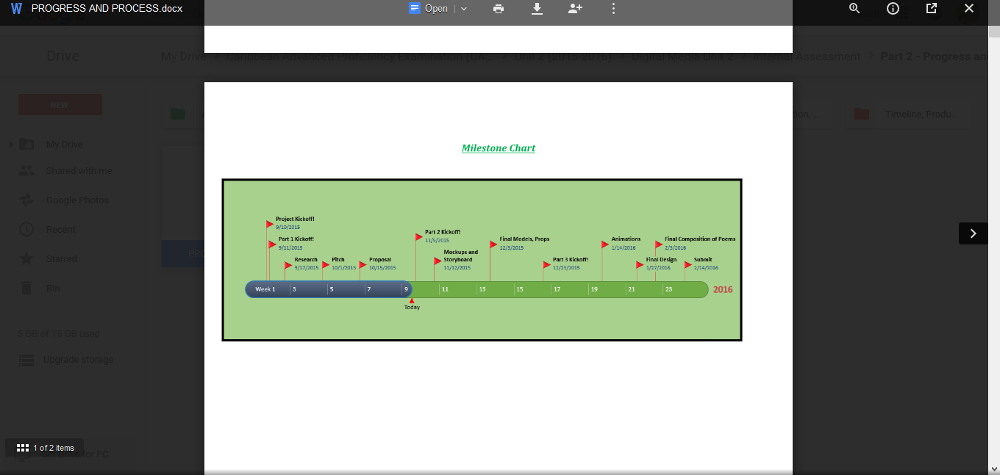 PROGRESS AND PROCESS.docx
Open
Drive
My Drive
Caribbean Advanced Proficiency Examination (CA...
Unit 2 (2015-2016)
Digital Media Unit 2
Internal Assessment
Part 2 - Progress an
NEW
tion, ...
Timeline, Produ...
My Drive
Shared with me
Google Photos
Recent
Starred
Bin
5 GB of 15 GB used
Upgrade storage
Get Drive for PC
1 of 2 items
PRO
Milestone Chart
Project Kickoff!
9/10/2015
Part 1 Kickoff!
9/11/2015
Research
9/17/2015
Pitch
10/1/2015
Proposal
10/15/2015
Part 2 Kickoff!
11/5/2015
Mockups and
Storyboard
11/12/2015
Final Models, Props
12/3/2015
Part 3 Kickoff!
12/23/2015
Animations
1/14/2016
Final Design
1/27/2016
Final Composition of Poems
2/3/2016
Submit
2/14/2016
Week 1 3 5 7 9 11 13 15 17 19 21 23 2016
Today